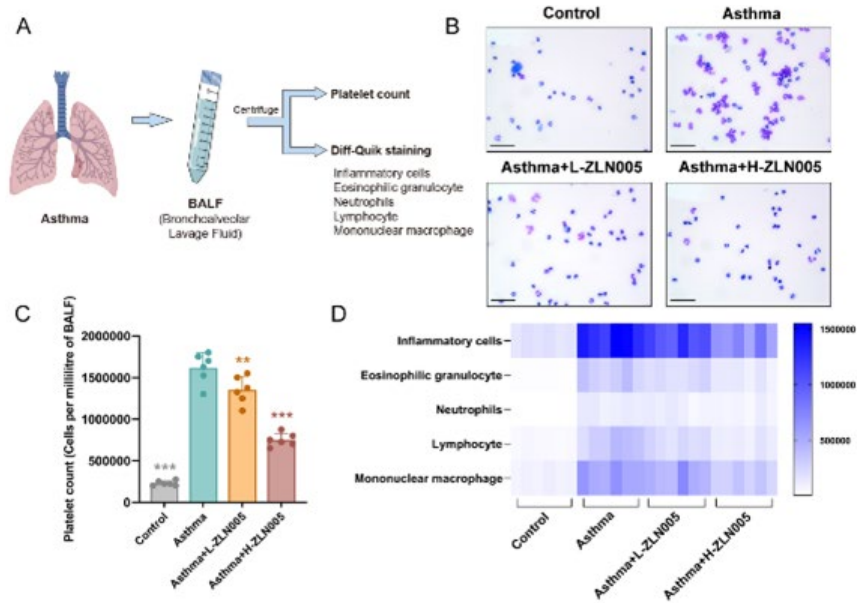 A
Asthma
BALF
(Bronchoalveolar
Lavage Fluid)
Centrifuge
Platelet count
Diff-Quik staining
Inflammatory cells
Eosinophilic granulocyte
Neutrophils
Lymphocyte
Mononuclear macrophage
B
Control
Asthma
Asthma+L-ZLN005
Asthma+H-ZLN005
C
Platelet count (Cells per millilitre of BALF)
2000000
1500000
1000000
500000
0
***
**
***
Control
Asthma
Asthma+L-ZLN005
Asthma+H-ZLN005
D
Inflammatory cells
Eosinophilic granulocyte
Neutrophils
Lymphocyte
Mononuclear macrophage
Control
Asthma
Asthma+L-ZLN005
Asthma+H-ZLN005
1500000
1000000
500000